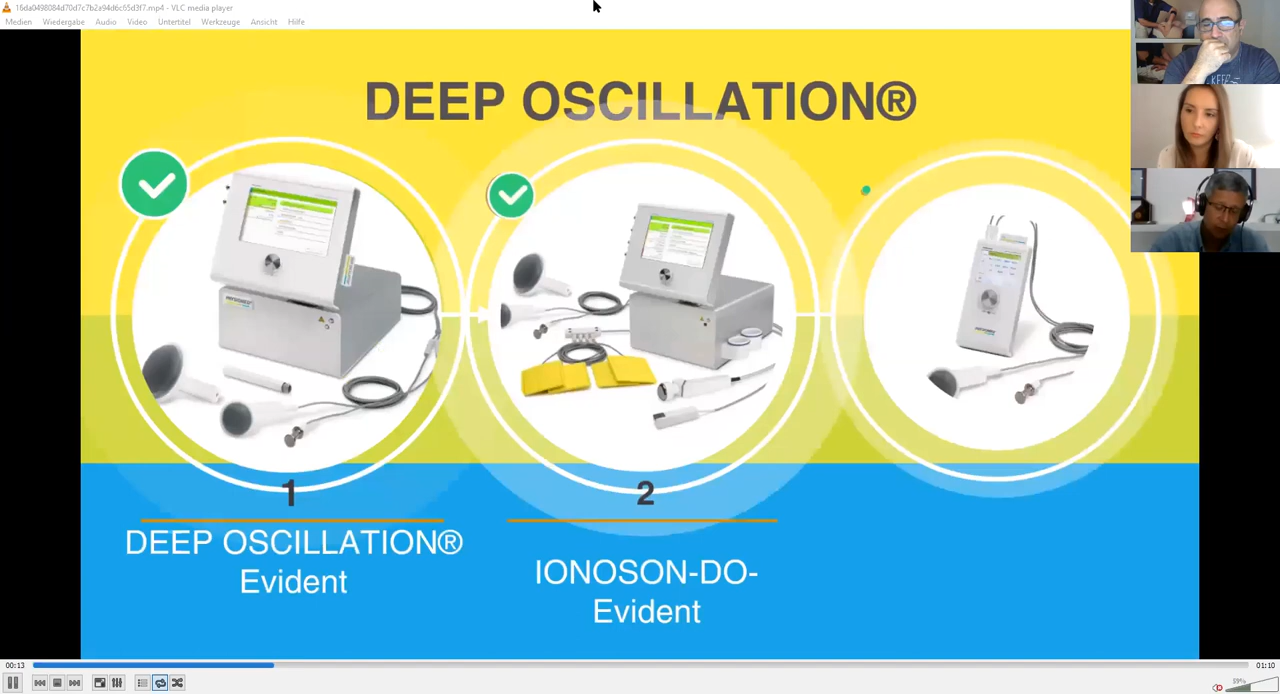 16da0498084d70d7c7b2a94d6c65d3f7.mp4 - VLC media player
Medien Wiedergabe Audio Video Untertitel Werkzeuge Ansicht Hilfe
DEEP OSCILLATION®
PHYSIOMED
1
2
DEEP OSCILLATION®
Evident
IONOSON-DO-
Evident
00:13
01:10